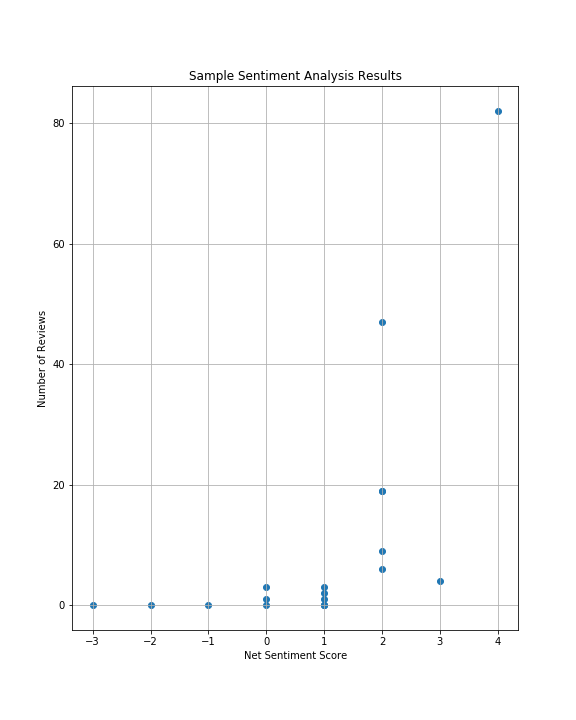 Sample Sentiment Analysis Results
80
60
40
20
0
Number of Reviews
−3 −2 −1 0 1 2 3 4
Net Sentiment Score